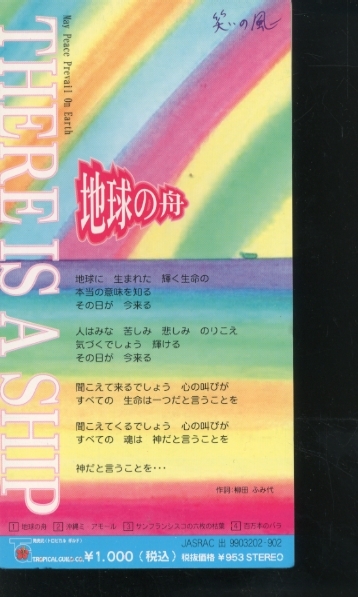 笑いの風
May Peace Prevail On Earth
THERE IS A SHIP
地球の舟
地球に 生まれた 輝く生命の
本当の意味を知る
その日が 今来る
人はみな 苦しみ 悲しみ のりこえ
気づくでしょう 輝ける
その日が 今来る
聞こえて来るでしょう 心の叫びが
すべての 生命は一つだと言うことを
聞こえてくるでしょう 心の叫びが
すべての 魂は 神だと言うことを
神だと言うことを・・・
作詞:柳田 ふみ代
1 地球の舟 2 沖縄ミ アモール 3 サンフランシスコの六枚の枯葉 4 百万本のバラ
JASRAC 出 9903202-902
TROPICAL GUILD CO. ¥1.000(税込) 税抜価格 ¥953 STEREO